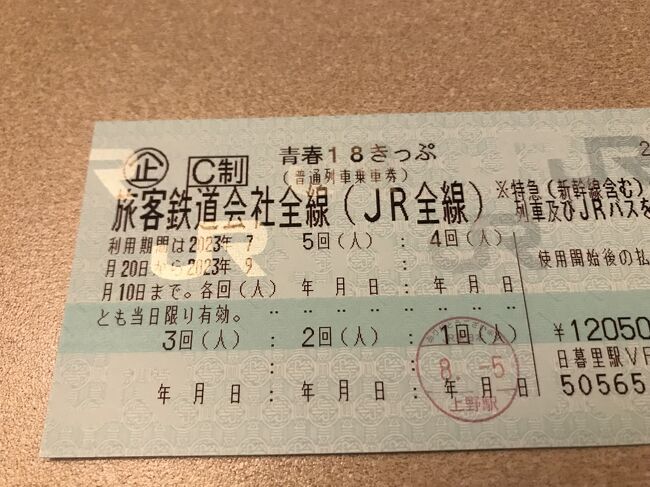 ㊑ C制 青春18きっぷ 2
(普通列車乗車券)
旅客鉄道会社全線(JR全線)
※特急(新幹線含む)
列車及びJRバスを
利用期間は2023年 7
月20日から2023年 9
月10日まで。各回(人)
とも当日限り有効。
5回(人) : 4回(人)
年 月 日 : 年 月 日
使用開始後の払
3回(人) : 2回(人) : 1回(人)
年 月 日 : 年 月 日 : 年 月 日
8.-5
上野駅
¥12050
日暮里駅VF
50565